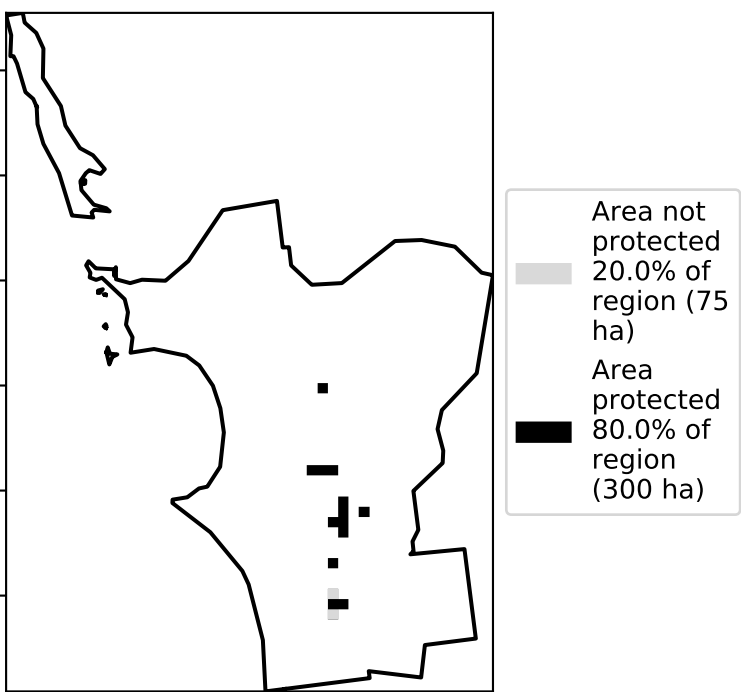 Area not
protected
20.0% of
region (75
ha)
Area
protected
80.0% of
region
(300 ha)